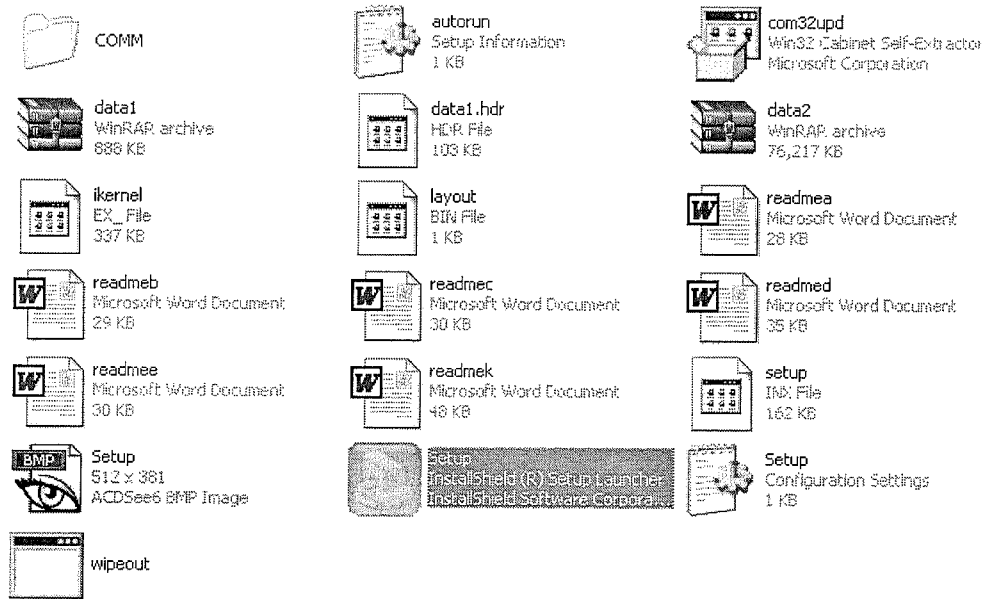 COMM
autorun
Setup Information
1 KB
com32upd
Win32 Cabinet Self-Extractor
Microsoft Corporation
data1
WinRAR archive
888 KB
data1.hdr
HDR File
103 KB
data2
WinRAR archive
76,217 KB
ikernel
EX_ File
337 KB
layout
BIN File
1 KB
readmea
Microsoft Word Document
28 KB
readmeb
Microsoft Word Document
29 KB
readmec
Microsoft Word Document
30 KB
readmed
Microsoft Word Document
35 KB
readmee
Microsoft Word Document
30 KB
readmek
Microsoft Word Document
48 KB
setup
INX File
162 KB
BMP
Setup
512 x 381
ACDSee6 BMP Image
Setup
InstallShield (R) Setup Launcher
InstallShield Software Corpora...
Setup
Configuration Settings
1 KB
wipeout